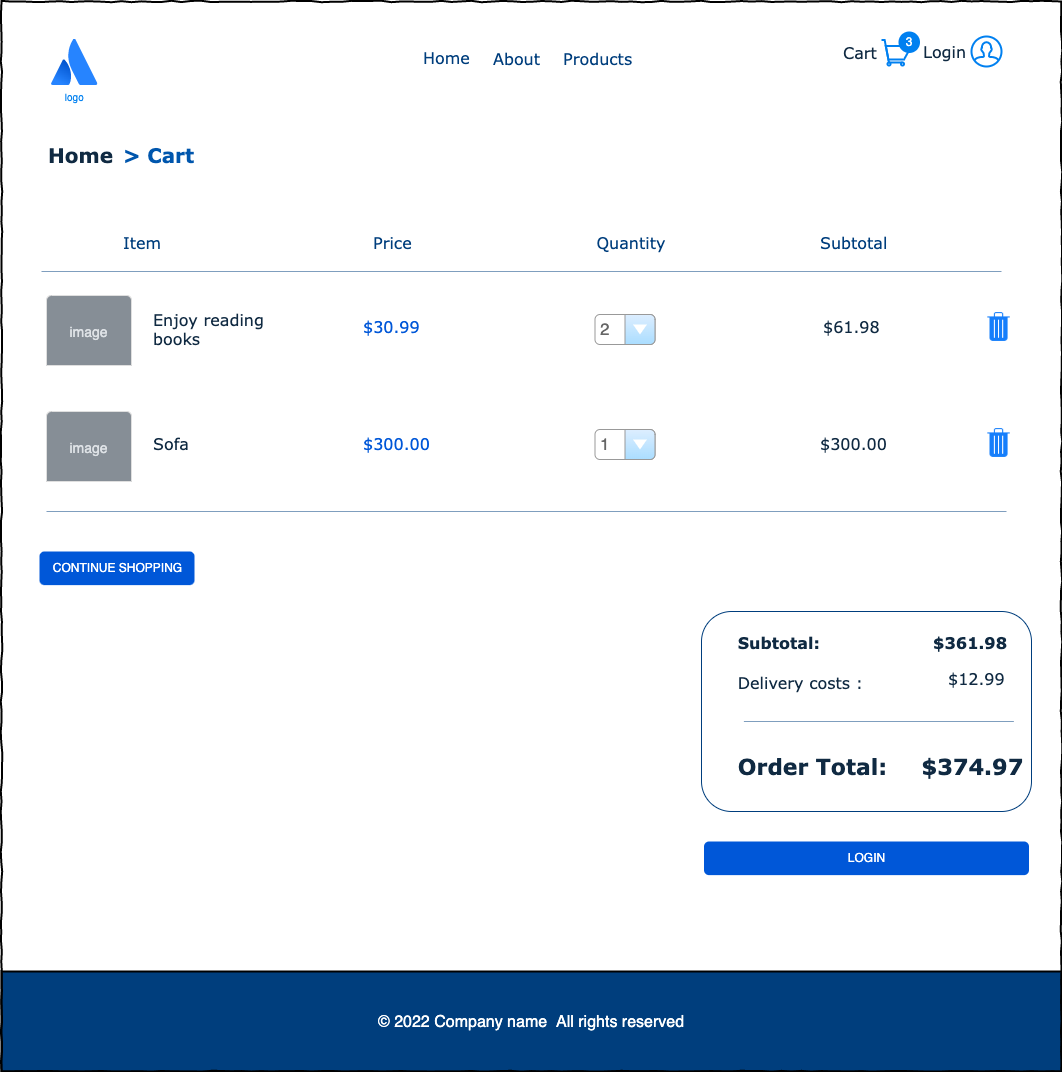 logo
Home About Products
Cart 3 Login
Home > Cart
Item Price Quantity Subtotal
image Enjoy reading
books $30.99 2 $61.98
image Sofa $300.00 1 $300.00
CONTINUE SHOPPING
Subtotal: $361.98
Delivery costs : $12.99
Order Total: $374.97
LOGIN
© 2022 Company name All rights reserved